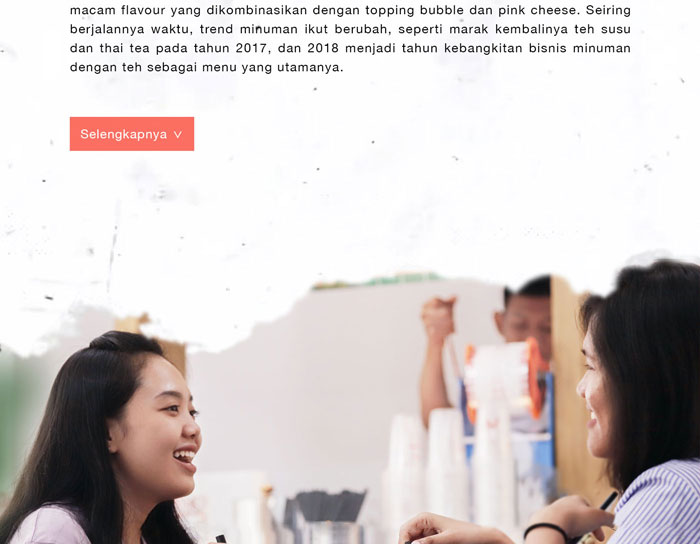 macam flavour yang dikombinasikan dengan topping bubble dan pink cheese. Seiring
berjalannya waktu, trend minuman ikut berubah, seperti marak kembalinya teh susu
dan thai tea pada tahun 2017, dan 2018 menjadi tahun kebangkitan bisnis minuman
dengan teh sebagai menu yang utamanya.
Selengkapnya